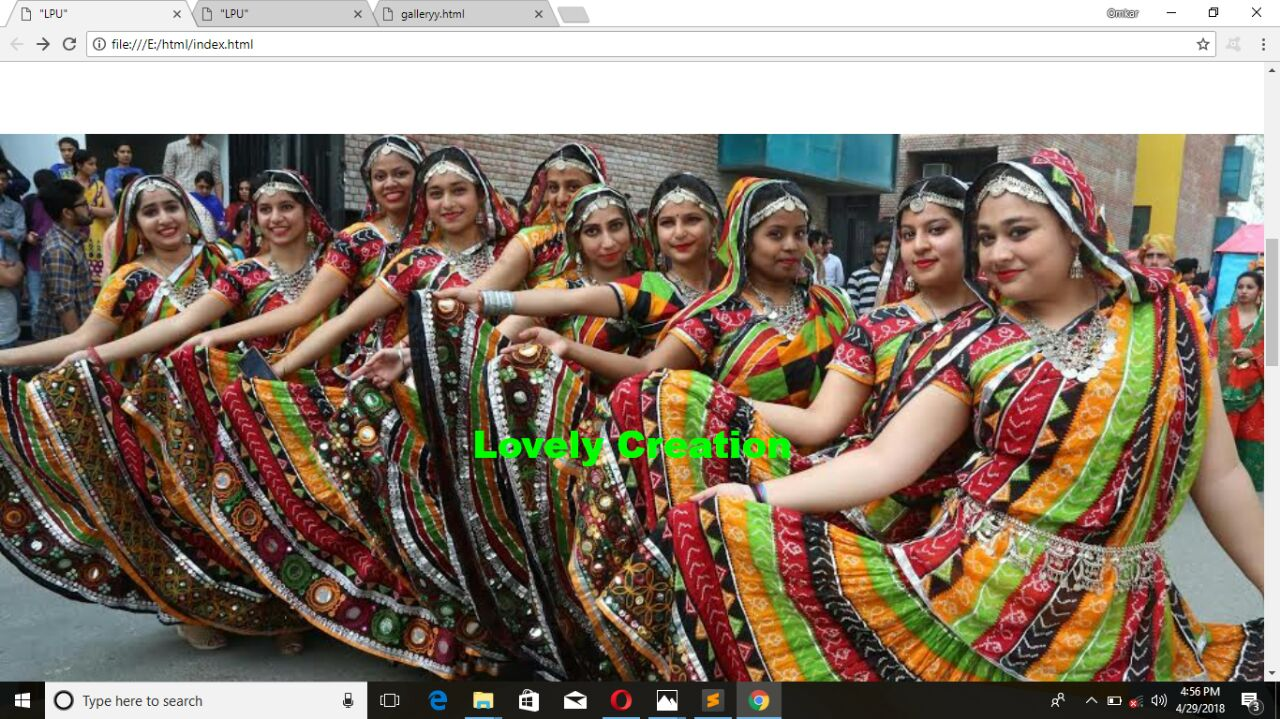 "LPU"
"LPU"
galleryy.html
Omkar
file:///E:/html/index.html
Lovely Creation
Type here to search
4:56 PM
4/29/2018
3